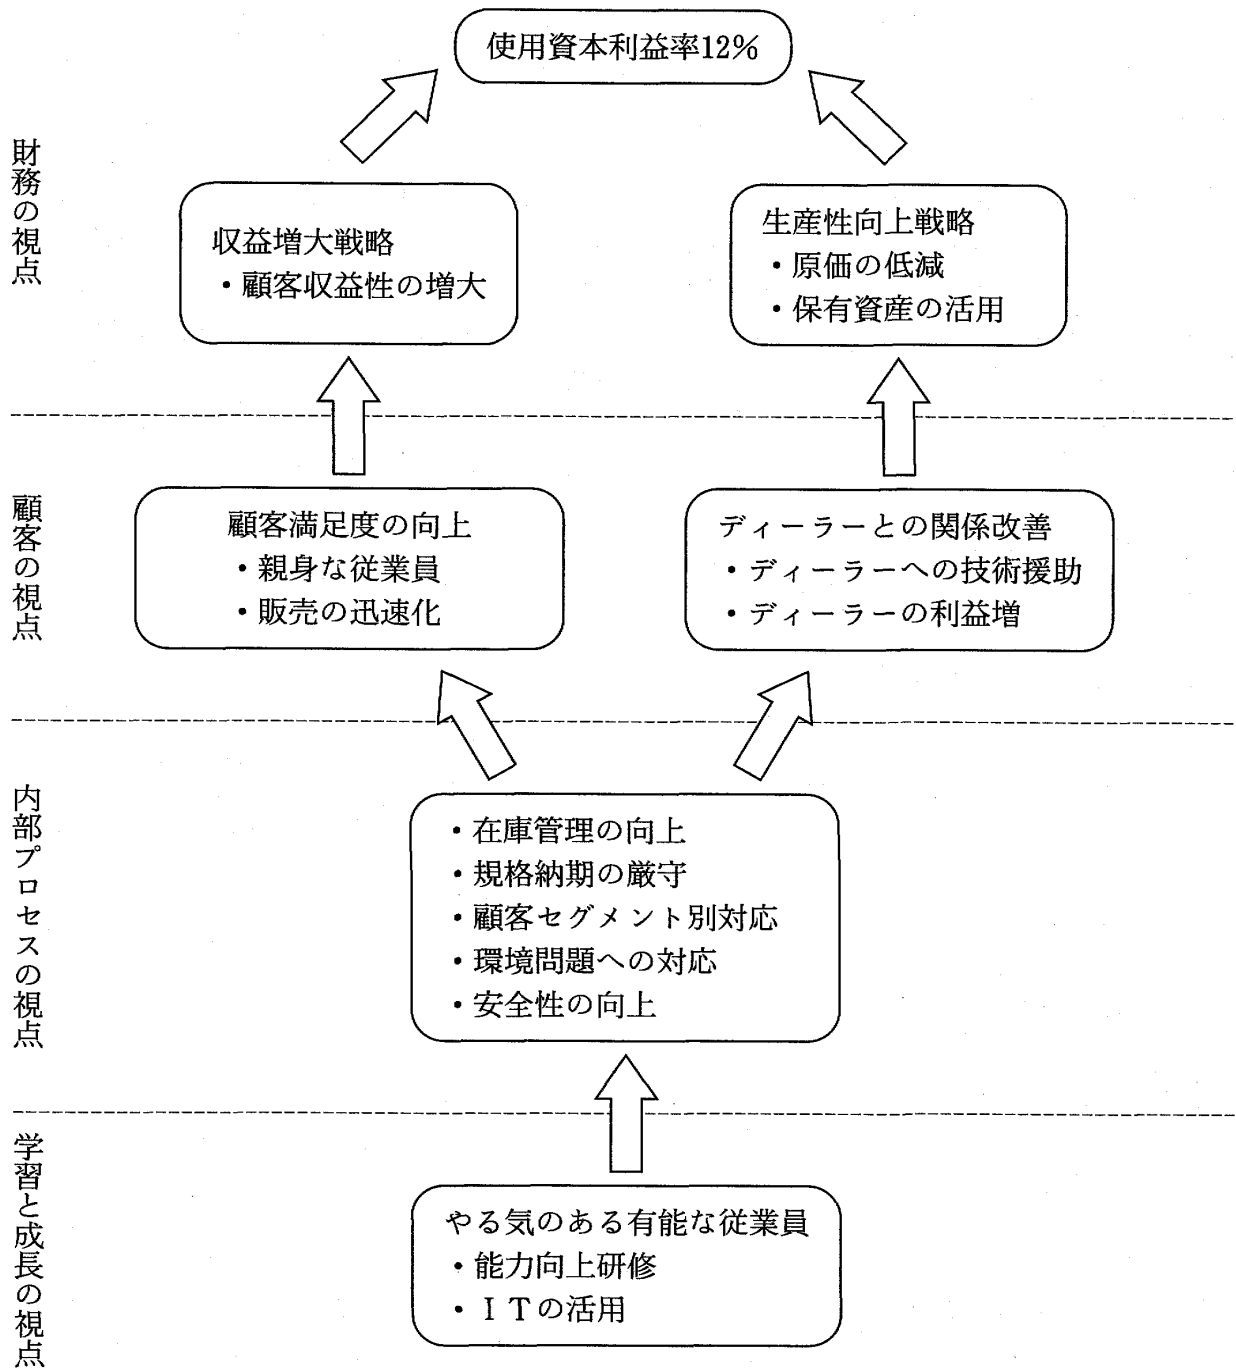 使用資本利益率12%
財務の視点
収益増大戦略
・顧客収益性の増大
生産性向上戦略
・原価の低減
・保有資産の活用
顧客の視点
顧客満足度の向上
・親身な従業員
・販売の迅速化
ディーラーとの関係改善
・ディーラーへの技術援助
・ディーラーの利益増
内部プロセスの視点
・在庫管理の向上
・規格納期の厳守
・顧客セグメント別対応
・環境問題への対応
・安全性の向上
学習と成長の視点
やる気のある有能な従業員
・能力向上研修
・ＩＴの活用